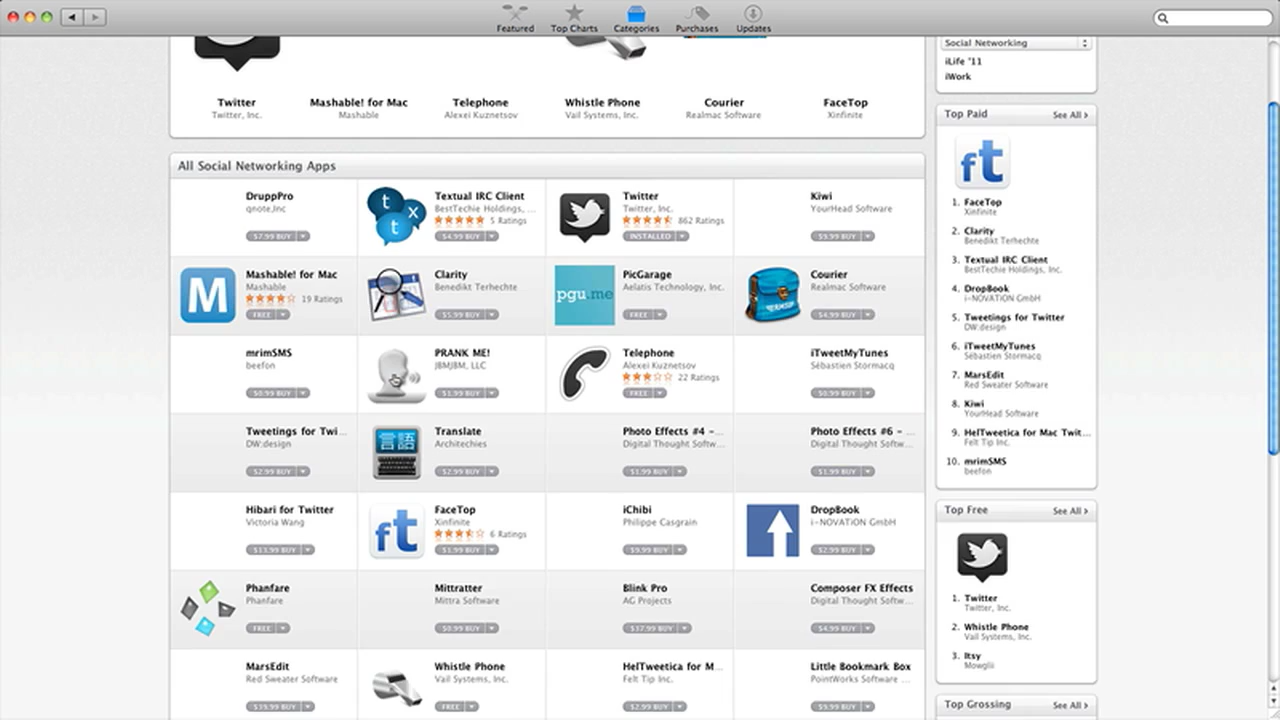 Featured
Top Charts
Categories
Purchases
Updates
Twitter
Twitter, Inc.
Mashable! for Mac
Mashable
Telephone
Alexei Kuznetsov
Whistle Phone
Vail Systems, Inc.
Courier
Realmac Software
FaceTop
Xinfinite
All Social Networking Apps
DruppPro
qnote,Inc
$7.99 BUY
Textual IRC Client
BestTechie Holdings, ...
5 Ratings
$4.99 BUY
Twitter
Twitter, Inc.
862 Ratings
INSTALLED
Kiwi
YourHead Software
$9.99 BUY
M
Mashable! for Mac
Mashable
19 Ratings
FREE
Clarity
Benedikt Terhechte
$5.99 BUY
pgu.me
PicGarage
Aelatis Technology, Inc.
FREE
Courier
Realmac Software
$4.99 BUY
mrimSMS
beefon
$0.99 BUY
PRANK ME!
JBMJBM, LLC
$1.99 BUY
Telephone
Alexei Kuznetsov
22 Ratings
FREE
iTweetMyTunes
Sébastien Stormacq
$0.99 BUY
Tweetings for Twi...
DW:design
$2.99 BUY
言語
Translate
Architechies
$2.99 BUY
Photo Effects #4 -...
Digital Thought Softw...
$1.99 BUY
Photo Effects #6 - ...
Digital Thought Softw...
$1.99 BUY
Hibari for Twitter
Victoria Wang
$13.99 BUY
ft
FaceTop
Xinfinite
6 Ratings
$1.99 BUY
iChibi
Philippe Casgrain
$9.99 BUY
DropBook
i-NOVATiON GmbH
$2.99 BUY
Phanfare
Phanfare
FREE
Mittratter
Mittra Software
$0.99 BUY
Blink Pro
AG Projects
$37.99 BUY
Composer FX Effects
Digital Thought Softw...
$4.99 BUY
MarsEdit
Red Sweater Software
$39.99 BUY
Whistle Phone
Vail Systems, Inc.
FREE
HelTweetica for M...
Felt Tip Inc.
$2.99 BUY
Little Bookmark Box
PointWorks Software ...
$9.99 BUY
Social Networking
iLife '11
iWork
Top Paid
See All
ft
1. FaceTop
Xinfinite
2. Clarity
Benedikt Terhechte
3. Textual IRC Client
BestTechie Holdings, Inc.
4. DropBook
i-NOVATiON GmbH
5. Tweetings for Twitter
DW:design
6. iTweetMyTunes
Sébastien Stormacq
7. MarsEdit
Red Sweater Software
8. Kiwi
YourHead Software
9. HelTweetica for Mac Twit...
Felt Tip Inc.
10. mrimSMS
beefon
Top Free
See All
1. Twitter
Twitter, Inc.
2. Whistle Phone
Vail Systems, Inc.
3. Itsy
Mowglii
Top Grossing
See All